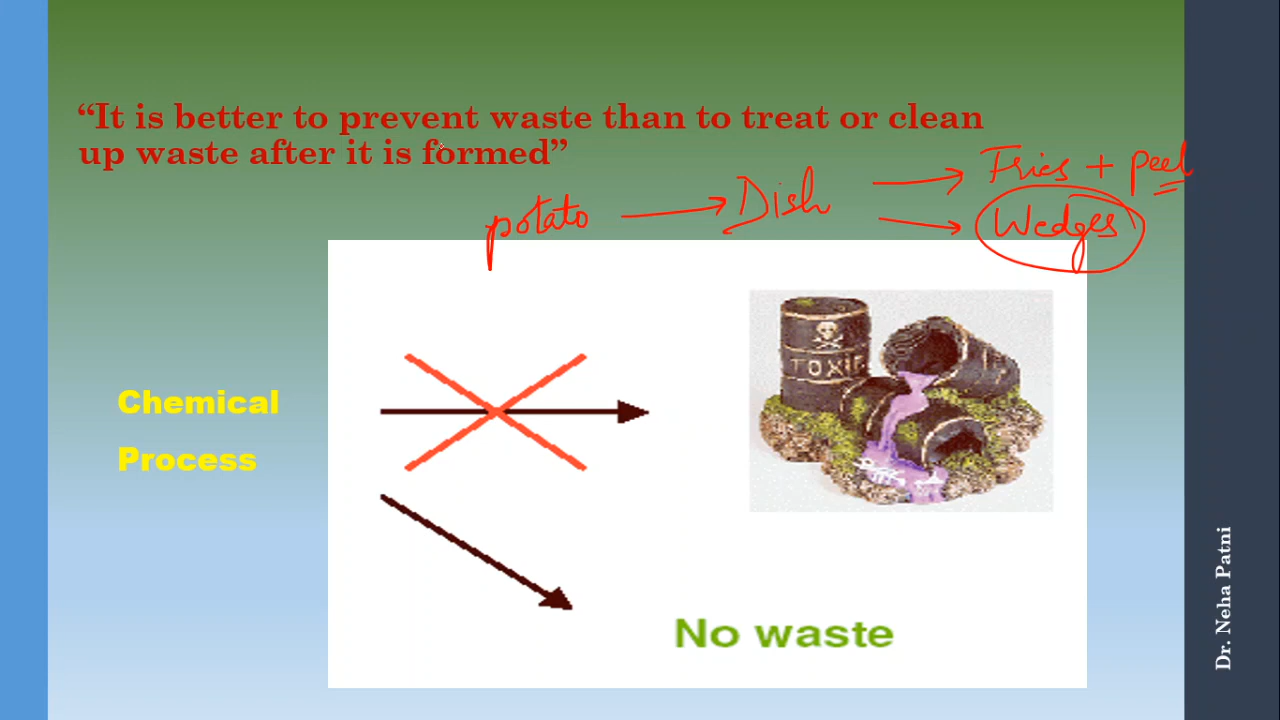 “It is better to prevent waste than to treat or clean
up waste after it is formed”
potato → Dish → Fries + peel
→ Wedges
TOXIC
Chemical
Process
No waste
Dr. Neha Patni